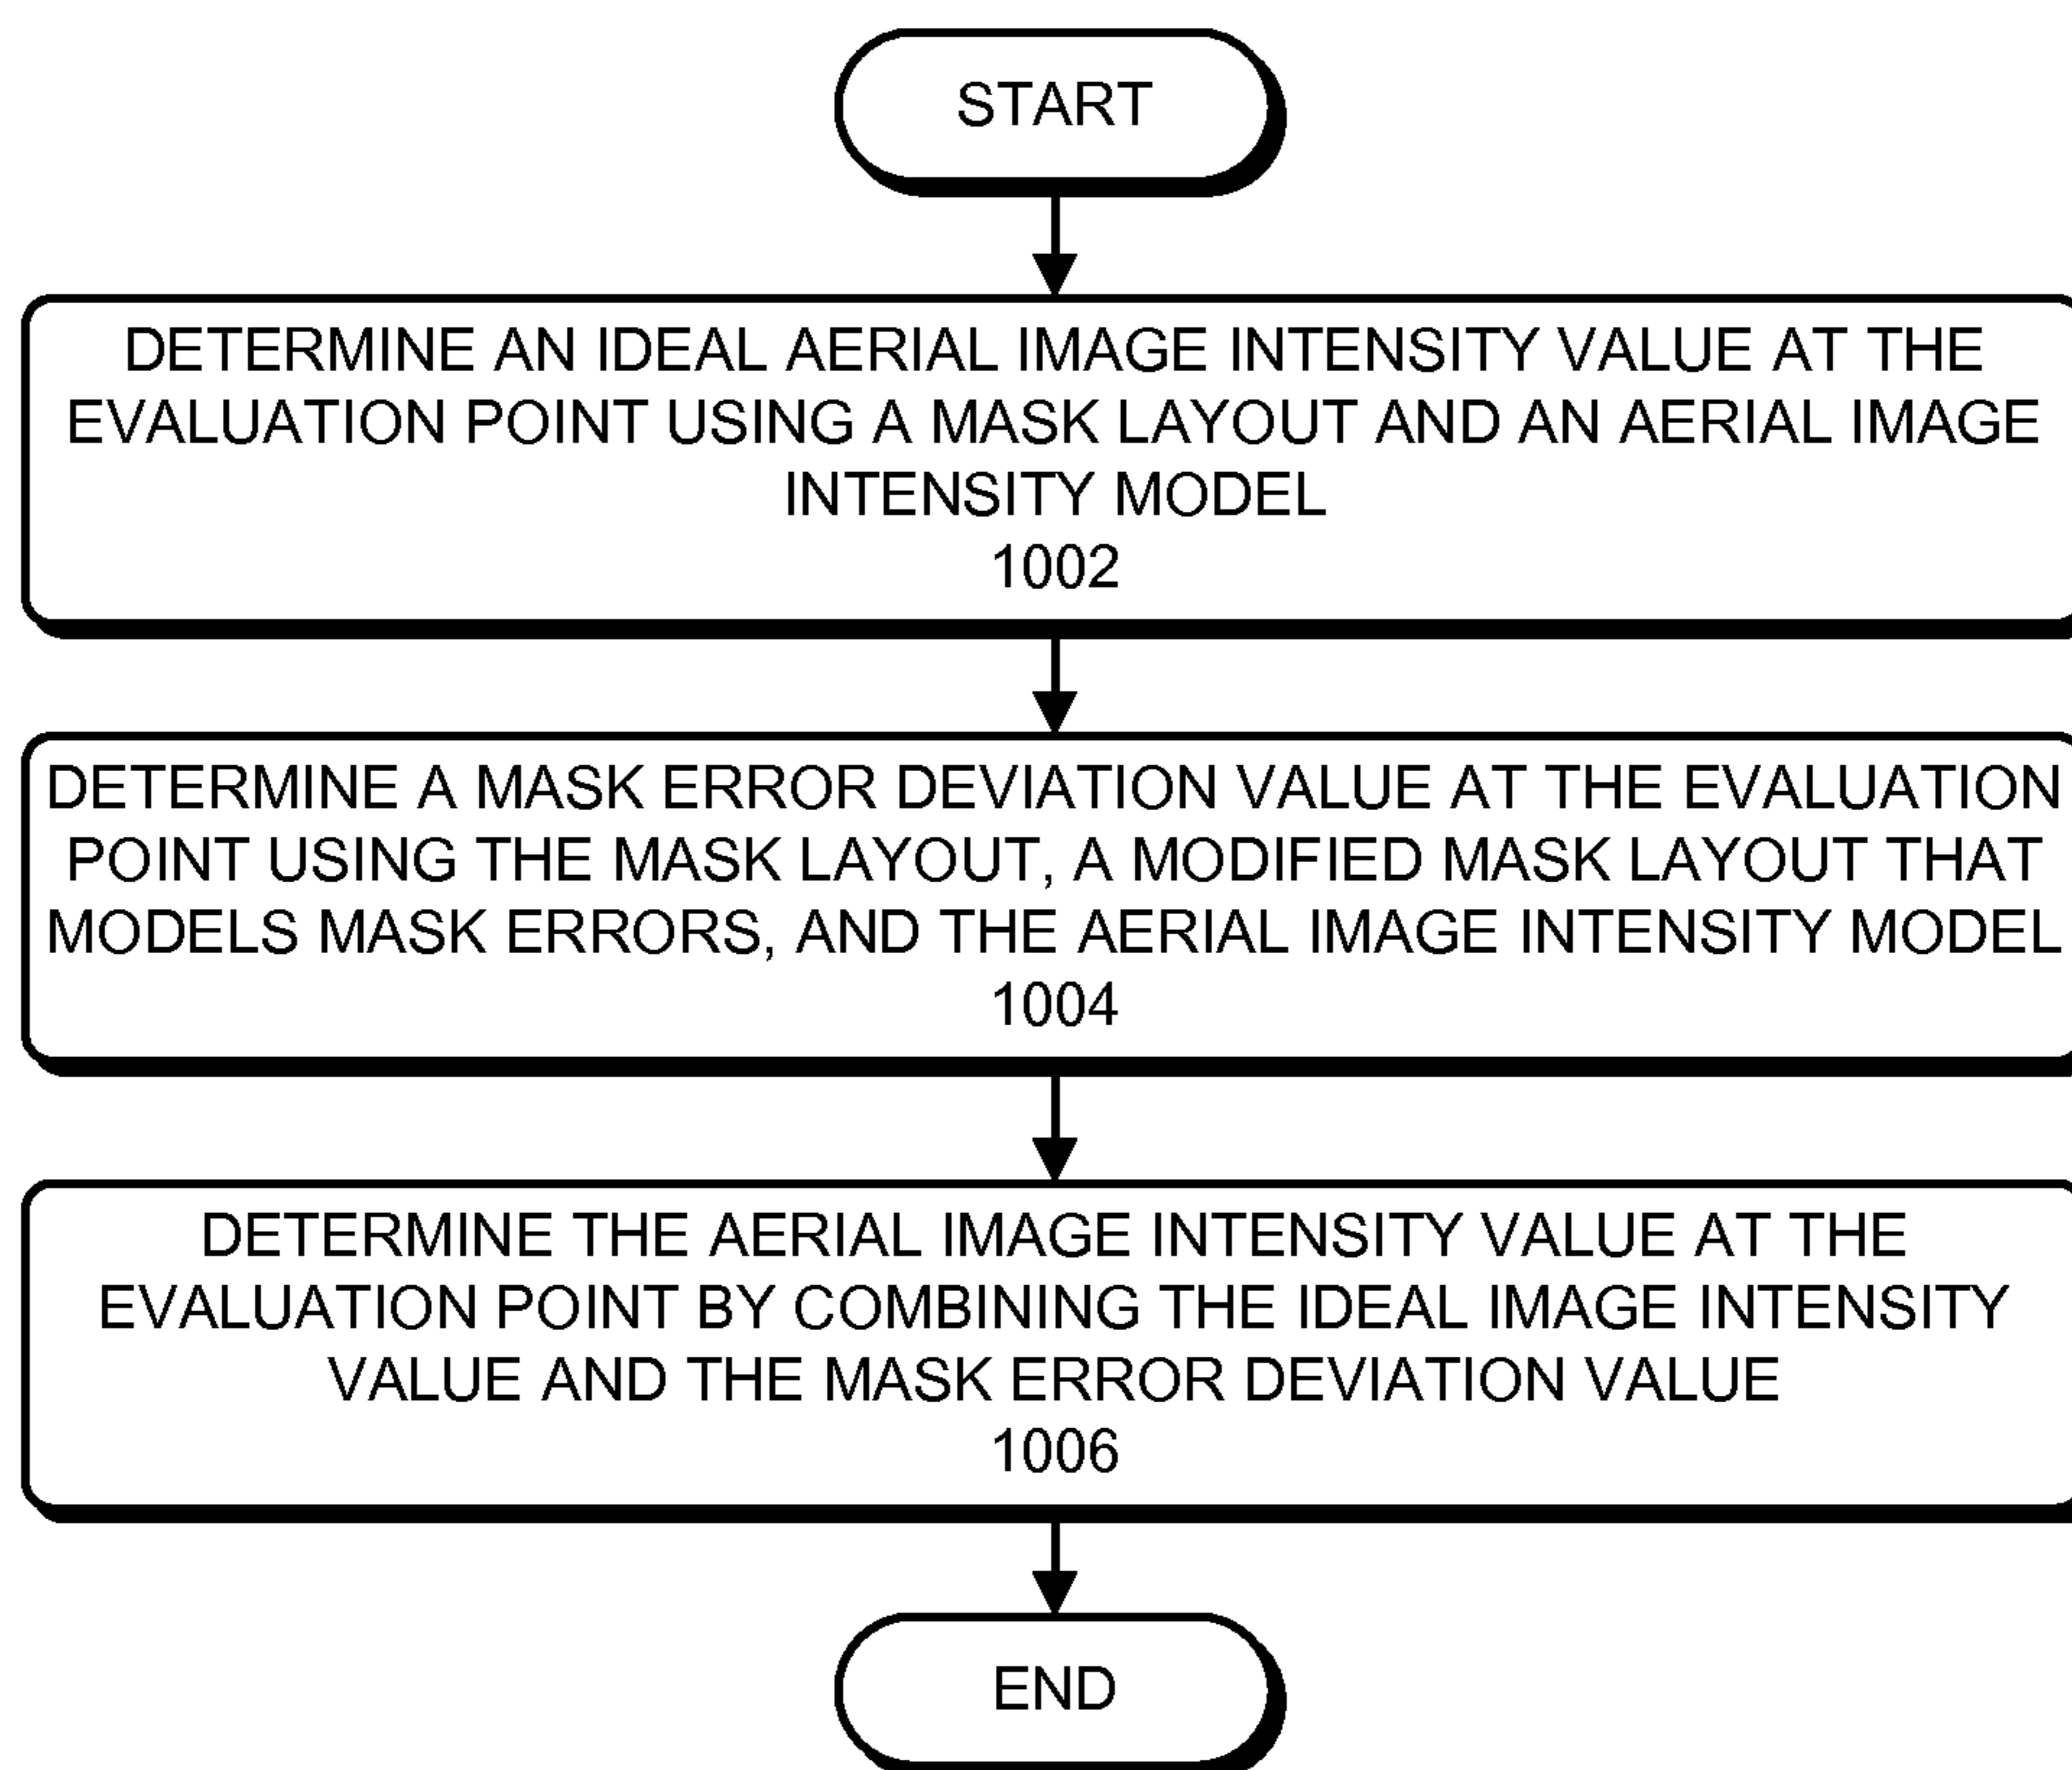 START
DETERMINE AN IDEAL AERIAL IMAGE INTENSITY VALUE AT THE
EVALUATION POINT USING A MASK LAYOUT AND AN AERIAL IMAGE
INTENSITY MODEL
1002
DETERMINE A MASK ERROR DEVIATION VALUE AT THE EVALUATION
POINT USING THE MASK LAYOUT, A MODIFIED MASK LAYOUT THAT
MODELS MASK ERRORS, AND THE AERIAL IMAGE INTENSITY MODEL
1004
DETERMINE THE AERIAL IMAGE INTENSITY VALUE AT THE
EVALUATION POINT BY COMBINING THE IDEAL IMAGE INTENSITY
VALUE AND THE MASK ERROR DEVIATION VALUE
1006
END